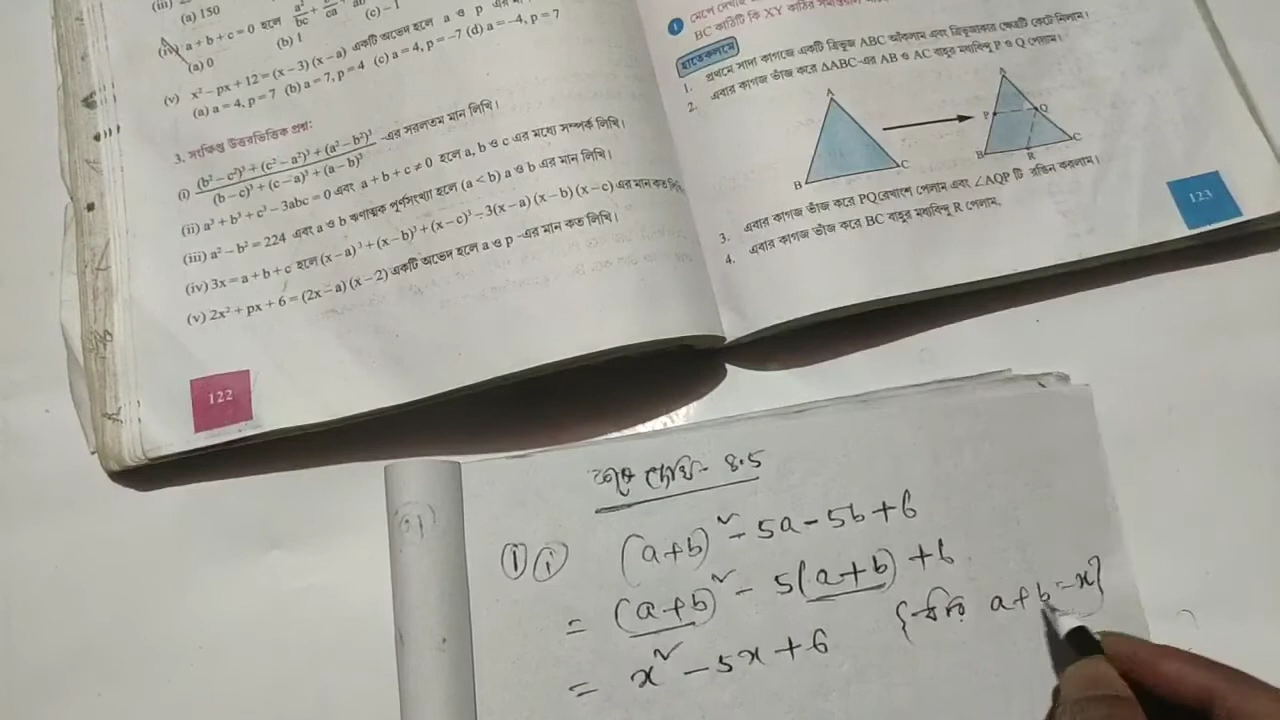 (a) 150
(a) 0
(b) 1
(c) –1
(v) x² – px + 12 = (x – 3) (x – a) একটি অভেদ হলে a ও p এর মান
(a) a = 4, p = 7 (b) a = 7, p = 4 (c) a = 4, p = –7 (d) a = –4, p = 7
3. সংক্ষিপ্ত উত্তরভিত্তিক প্রশ্ন:
(i) (b² – c²)³ + (c² – a²)³ + (a² – b²)³ / (b – c)³ + (c – a)³ + (a – b)³ -এর সরলতম মান লিখি।
(ii) a³ + b³ + c³ – 3abc = 0 এবং a + b + c ≠ 0 হলে a, b ও c এর মধ্যে সম্পর্ক লিখি।
(iii) a² – b² = 224 এবং a ও b ঋণাত্মক পূর্ণসংখ্যা হলে (a < b) a ও b এর মান লিখি।
(iv) 3x = a + b + c হলে (x – a)³ + (x – b)³ + (x – c)³ – 3(x – a) (x – b) (x – c) এর মান কত লিখি
(v) 2x² + px + 6 = (2x – a) (x – 2) একটি অভেদ হলে a ও p -এর মান কত লিখি।
122
BC কাঠিটি কি XY কাঠির
হাতেকলমে
1. প্রথমে সাদা কাগজে একটি ত্রিভুজ ABC আঁকলাম এবং ত্রিভুজাকার ক্ষেত্রটি কেটে নিলাম।
2. এবার কাগজ ভাঁজ করে ΔABC-এর AB ও AC বাহুর মধ্যবিন্দু P ও Q পেলাম।
A
B
C
A
P
Q
B
R
C
3. এবার কাগজ ভাঁজ করে PQ রেখাংশ পেলাম এবং ∠AQP টি রঙিন করলাম।
4. এবার কাগজ ভাঁজ করে BC বাহুর মধ্যবিন্দু R পেলাম,
123
কষে দেখি- 8.5
① ⓘ (a+b)² - 5a - 5b + 6
= (a+b)² - 5(a+b) + 6
= x² - 5x + 6 {ধরি a+b = x}